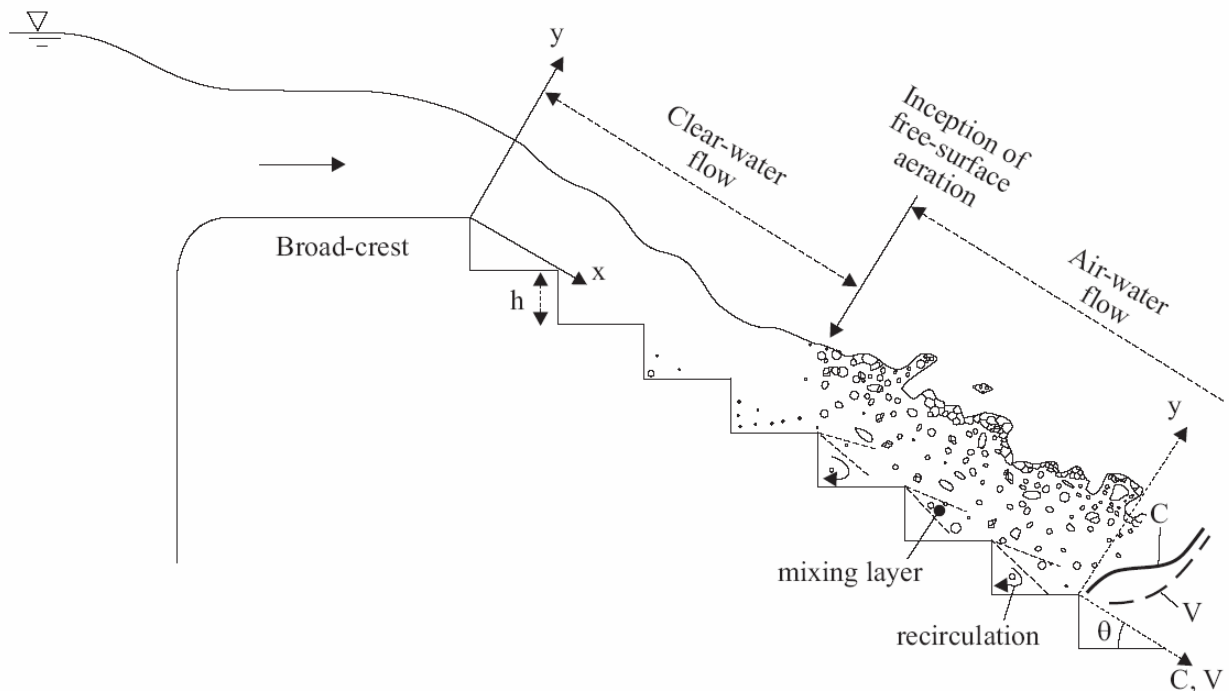 y
Clear-water
flow
Inception of
free-surface
aeration
Broad-crest
x
h
Air-water
flow
y
C
mixing layer
V
recirculation
θ
C, V